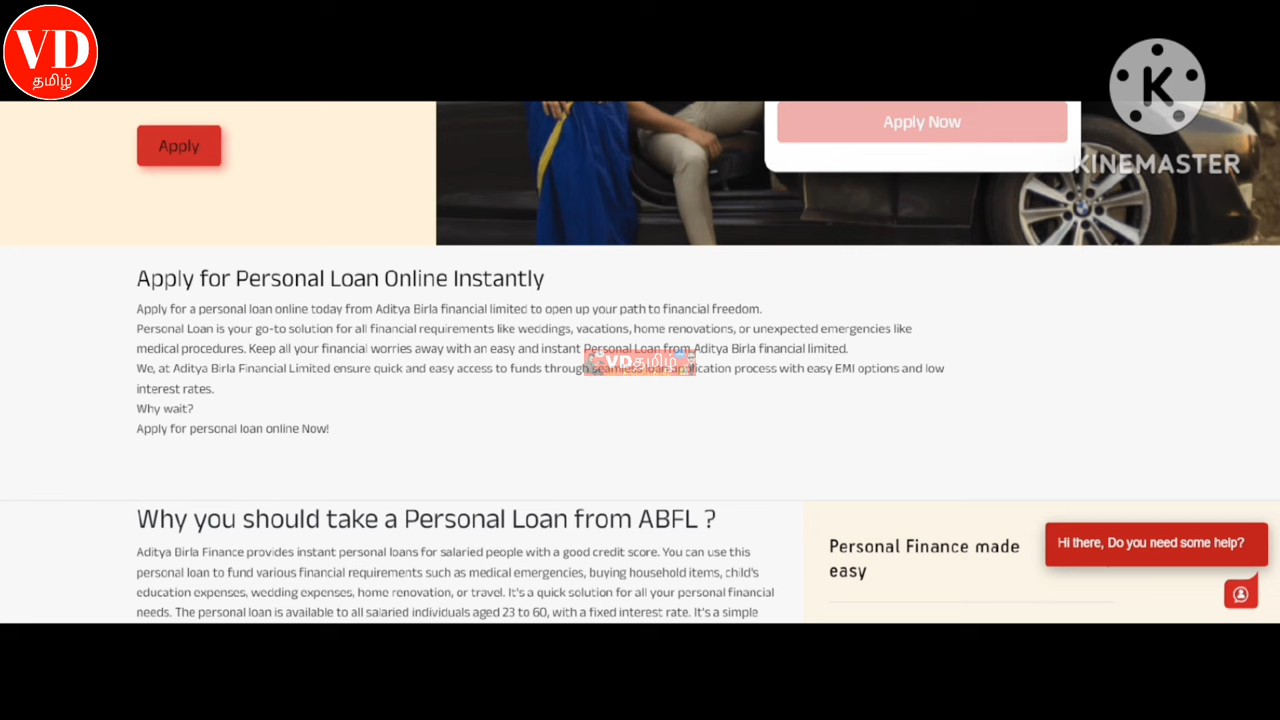 VD
தமிழ்
K
KINEMASTER
Apply
Apply Now
Apply for Personal Loan Online Instantly
Apply for a personal loan online today from Aditya Birla financial limited to open up your path to financial freedom.
Personal Loan is your go-to solution for all financial requirements like weddings, vacations, home renovations, or unexpected emergencies like
medical procedures. Keep all your financial worries away with an easy and instant Personal Loan from Aditya Birla financial limited.
VDதமிழ்
We, at Aditya Birla Financial Limited ensure quick and easy access to funds through seamless loan application process with easy EMI options and low
interest rates.
Why wait?
Apply for personal loan online Now!
Why you should take a Personal Loan from ABFL ?
Aditya Birla Finance provides instant personal loans for salaried people with a good credit score. You can use this
personal loan to fund various financial requirements such as medical emergencies, buying household items, child's
education expenses, wedding expenses, home renovation, or travel. It's a quick solution for all your personal financial
needs. The personal loan is available to all salaried individuals aged 23 to 60, with a fixed interest rate. It's a simple
Personal Finance made
easy
Hi there, Do you need some help?